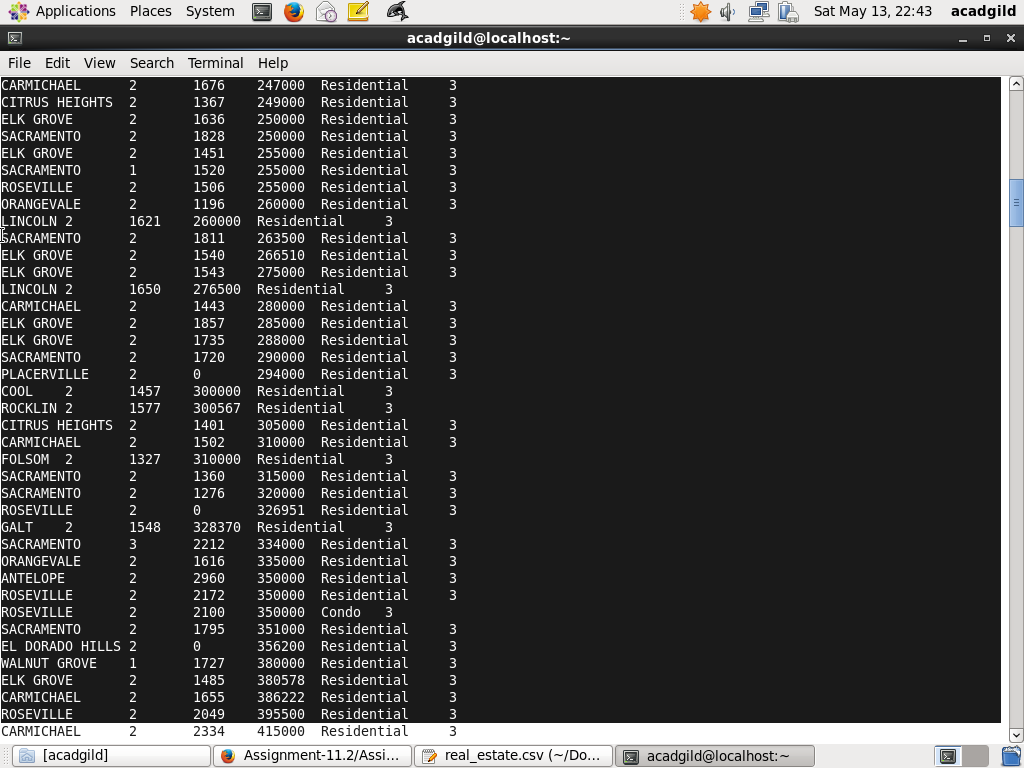 Applications Places System Sat May 13, 22:43 acadgild
acadgild@localhost:~
File Edit View Search Terminal Help
CARMICHAEL 2 1676 247000 Residential 3
CITRUS HEIGHTS 2 1367 249000 Residential 3
ELK GROVE 2 1636 250000 Residential 3
SACRAMENTO 2 1828 250000 Residential 3
ELK GROVE 2 1451 255000 Residential 3
SACRAMENTO 1 1520 255000 Residential 3
ROSEVILLE 2 1506 255000 Residential 3
ORANGEVALE 2 1196 260000 Residential 3
LINCOLN 2 1621 260000 Residential 3
SACRAMENTO 2 1811 263500 Residential 3
ELK GROVE 2 1540 266510 Residential 3
ELK GROVE 2 1543 275000 Residential 3
LINCOLN 2 1650 276500 Residential 3
CARMICHAEL 2 1443 280000 Residential 3
ELK GROVE 2 1857 285000 Residential 3
ELK GROVE 2 1735 288000 Residential 3
SACRAMENTO 2 1720 290000 Residential 3
PLACERVILLE 2 0 294000 Residential 3
COOL 2 1457 300000 Residential 3
ROCKLIN 2 1577 300567 Residential 3
CITRUS HEIGHTS 2 1401 305000 Residential 3
CARMICHAEL 2 1502 310000 Residential 3
FOLSOM 2 1327 310000 Residential 3
SACRAMENTO 2 1360 315000 Residential 3
SACRAMENTO 2 1276 320000 Residential 3
ROSEVILLE 2 0 326951 Residential 3
GALT 2 1548 328370 Residential 3
SACRAMENTO 3 2212 334000 Residential 3
ORANGEVALE 2 1616 335000 Residential 3
ANTELOPE 2 2960 350000 Residential 3
ROSEVILLE 2 2172 350000 Residential 3
ROSEVILLE 2 2100 350000 Condo 3
SACRAMENTO 2 1795 351000 Residential 3
EL DORADO HILLS 2 0 356200 Residential 3
WALNUT GROVE 1 1727 380000 Residential 3
ELK GROVE 2 1485 380578 Residential 3
CARMICHAEL 2 1655 386222 Residential 3
ROSEVILLE 2 2049 395500 Residential 3
CARMICHAEL 2 2334 415000 Residential 3
[acadgild] Assignment-11.2/Assi... real_estate.csv (~/Do... acadgild@localhost:~